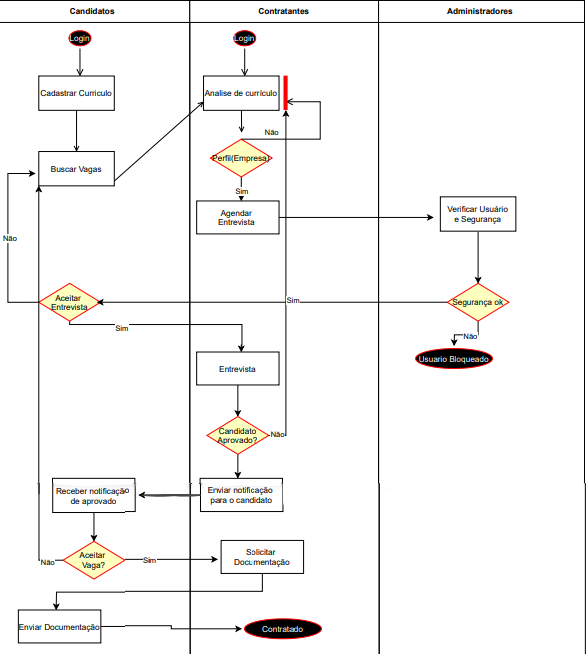 Candidatos
Contratantes
Administradores
Login
Login
Cadastrar Curriculo
Analise de currículo
Não
Perfil(Empresa)
Buscar Vagas
Sim
Agendar
Entrevista
Verificar Usuário
e Segurança
Não
Aceitar
Entrevista
Sim
Segurança ok
Sim
Não
Usuario Bloqueado
Entrevista
Candidato
Aprovado?
Não
Receber notificação
de aprovado
Enviar notificação
para o candidato
Aceitar
Vaga?
Não
Sim
Solicitar
Documentação
Enviar Documentação
Contratado